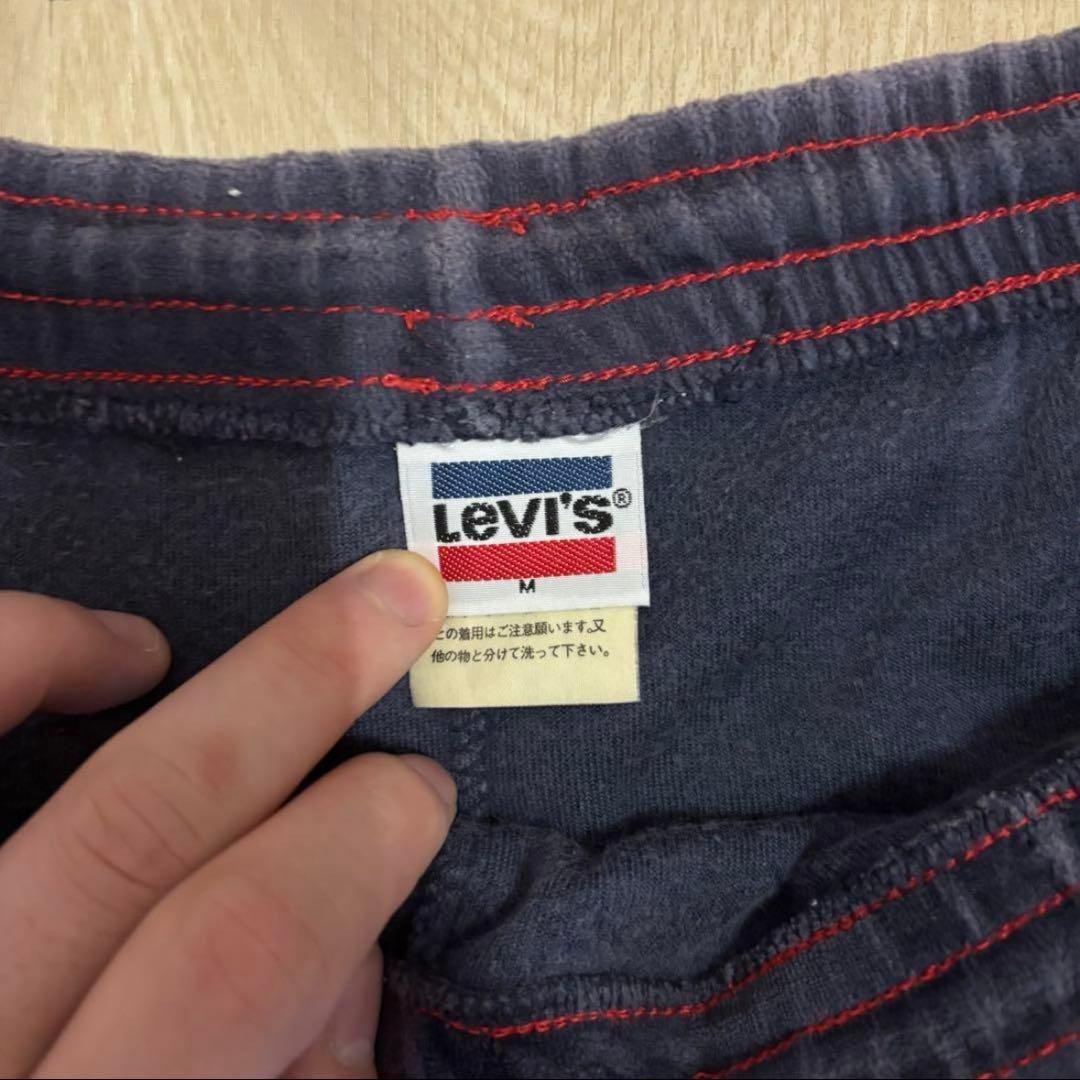 Levi's®
M
の着用はご注意願います。又
他の物と分けて洗って下さい。